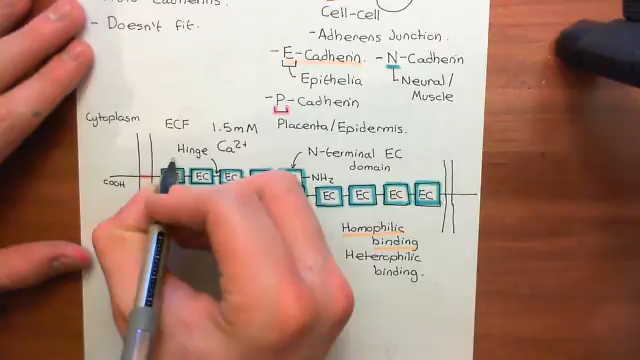 - Doesn't fit.
Cell-cell
-Adherens Junction.
-E-Cadherin.
Epithelia
-N-Cadherin
Neural/
Muscle
-P-Cadherin
Placenta/Epidermis.
Cytoplasm
ECF
1.5mM
Ca2+
Hinge
N-terminal EC
domain
COOH
EC
EC
NH2
EC
EC
EC
EC
Homophilic
binding
Heterophilic
binding.